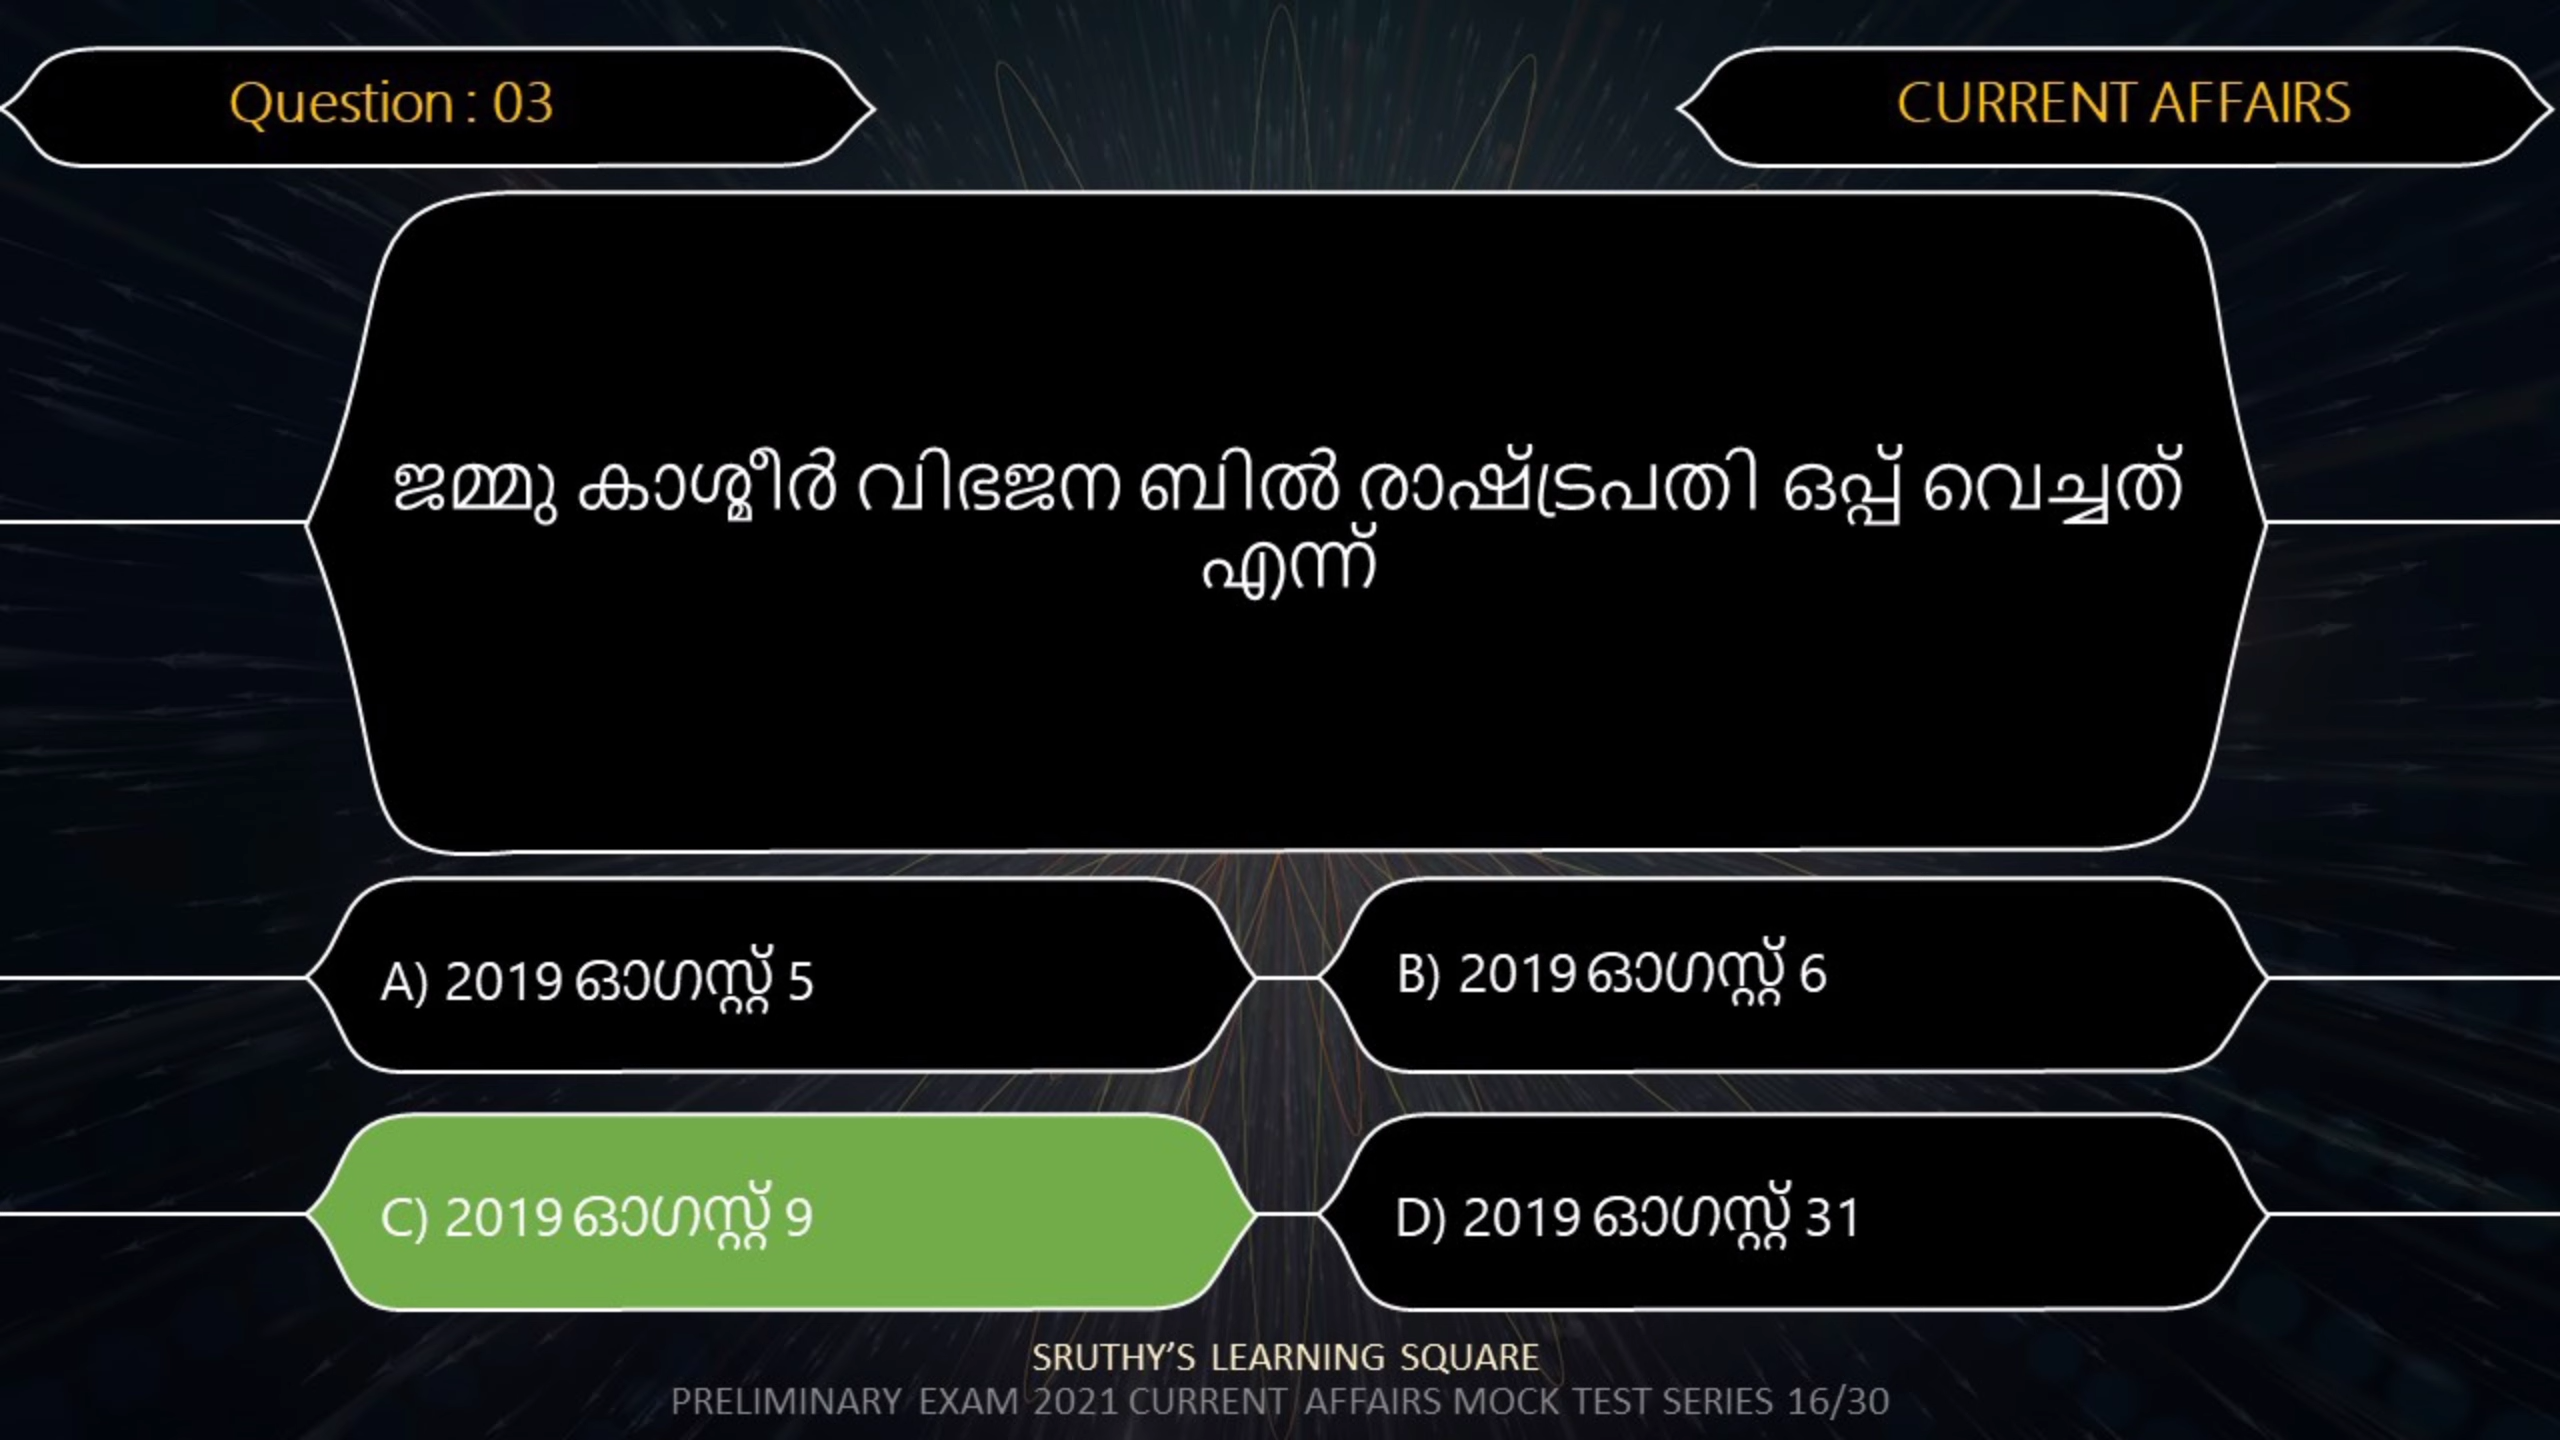 Question : 03
CURRENT AFFAIRS
ജമ്മു കാശ്മീർ വിഭജന ബിൽ രാഷ്ട്രപതി ഒപ്പ് വെച്ചത്
എന്ന്
A) 2019 ഓഗസ്റ്റ് 5
B) 2019 ഓഗസ്റ്റ് 6
C) 2019 ഓഗസ്റ്റ് 9
D) 2019 ഓഗസ്റ്റ് 31
SRUTHY'S LEARNING SQUARE
PRELIMINARY EXAM 2021 CURRENT AFFAIRS MOCK TEST SERIES 16/30